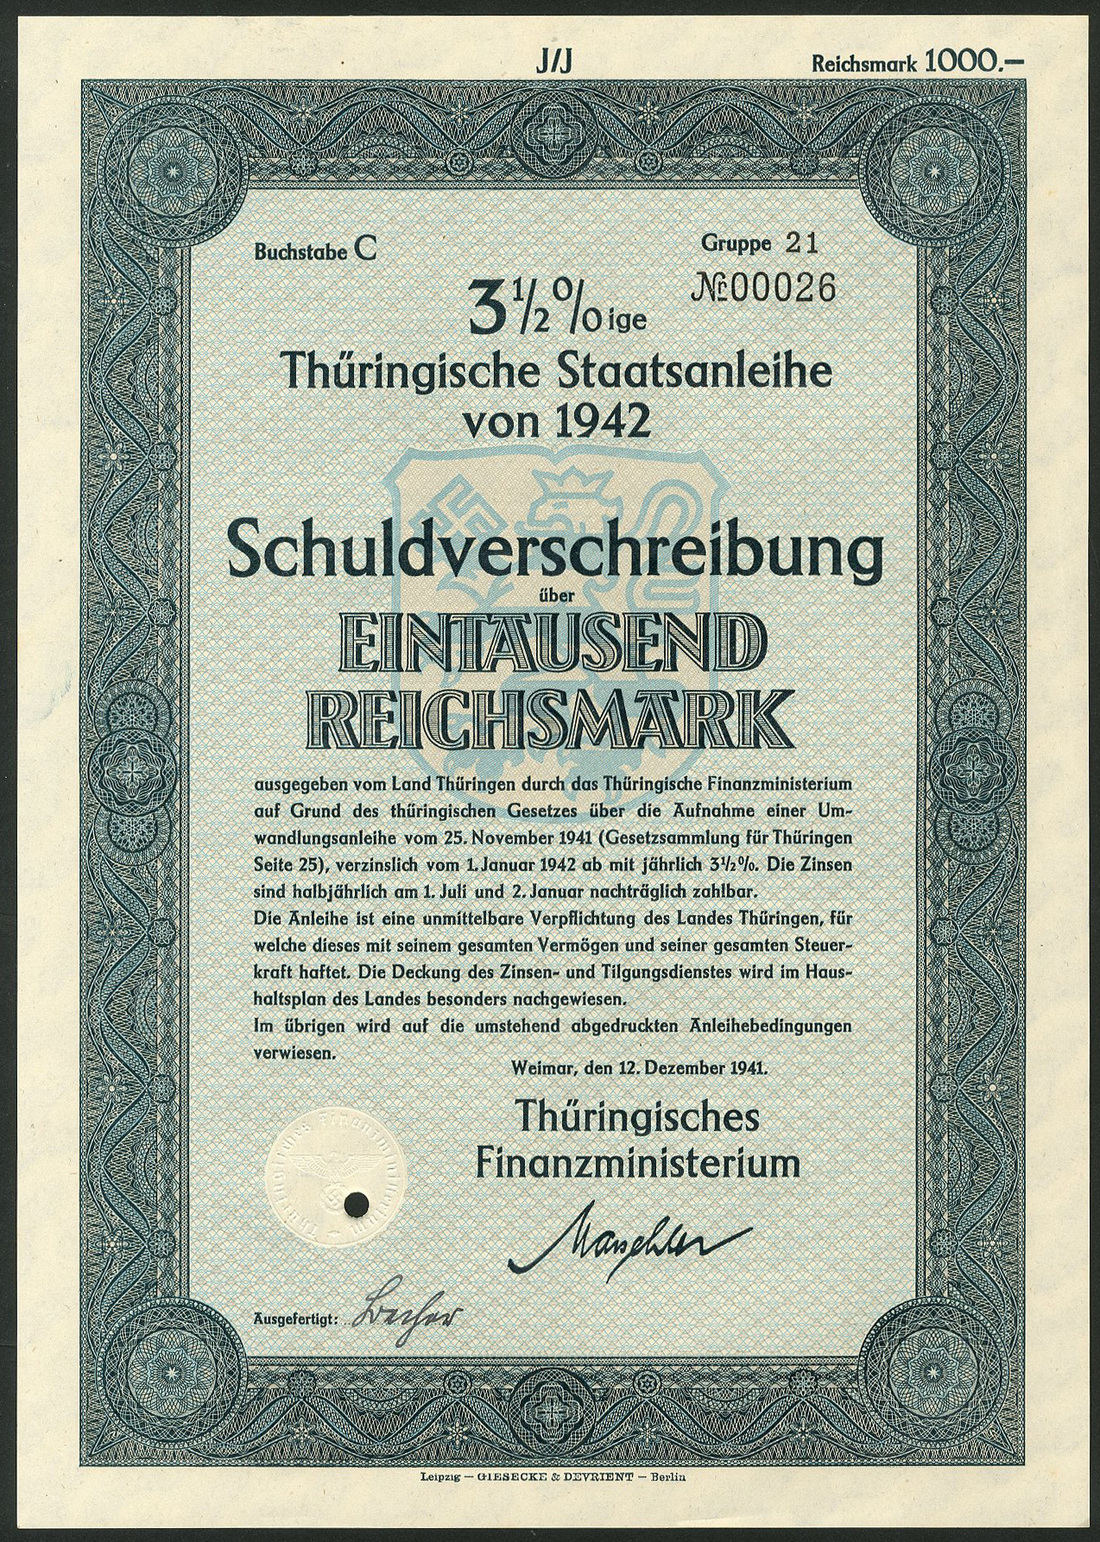 J/J
Reichsmark 1000.—
Buchstabe C
Gruppe 21
№ 00026
3 1/2 % ige
Thüringische Staatsanleihe
von 1942
Schuldverschreibung
über
EINTAUSEND
REICHSMARK
ausgegeben vom Land Thüringen durch das Thüringische Finanzministerium
auf Grund des thüringischen Gesetzes über die Aufnahme einer Um-
wandlungsanleihe vom 25. November 1941 (Gesetzsammlung für Thüringen
Seite 25), verzinslich vom 1. Januar 1942 ab mit jährlich 3½%. Die Zinsen
sind halbjährlich am 1. Juli und 2. Januar nachträglich zahlbar.
Die Anleihe ist eine unmittelbare Verpflichtung des Landes Thüringen, für
welche dieses mit seinem gesamten Vermögen und seiner gesamten Steuer-
kraft haftet. Die Deckung des Zinsen- und Tilgungsdienstes wird im Haus-
haltsplan des Landes besonders nachgewiesen.
Im übrigen wird auf die umstehend abgedruckten Anleihebedingungen
verwiesen.
Weimar, den 12. Dezember 1941.
Thüringisches
Finanzministerium
Marschler
Ausgefertigt:
Leipzig — GIESECKE & DEVRIENT — Berlin